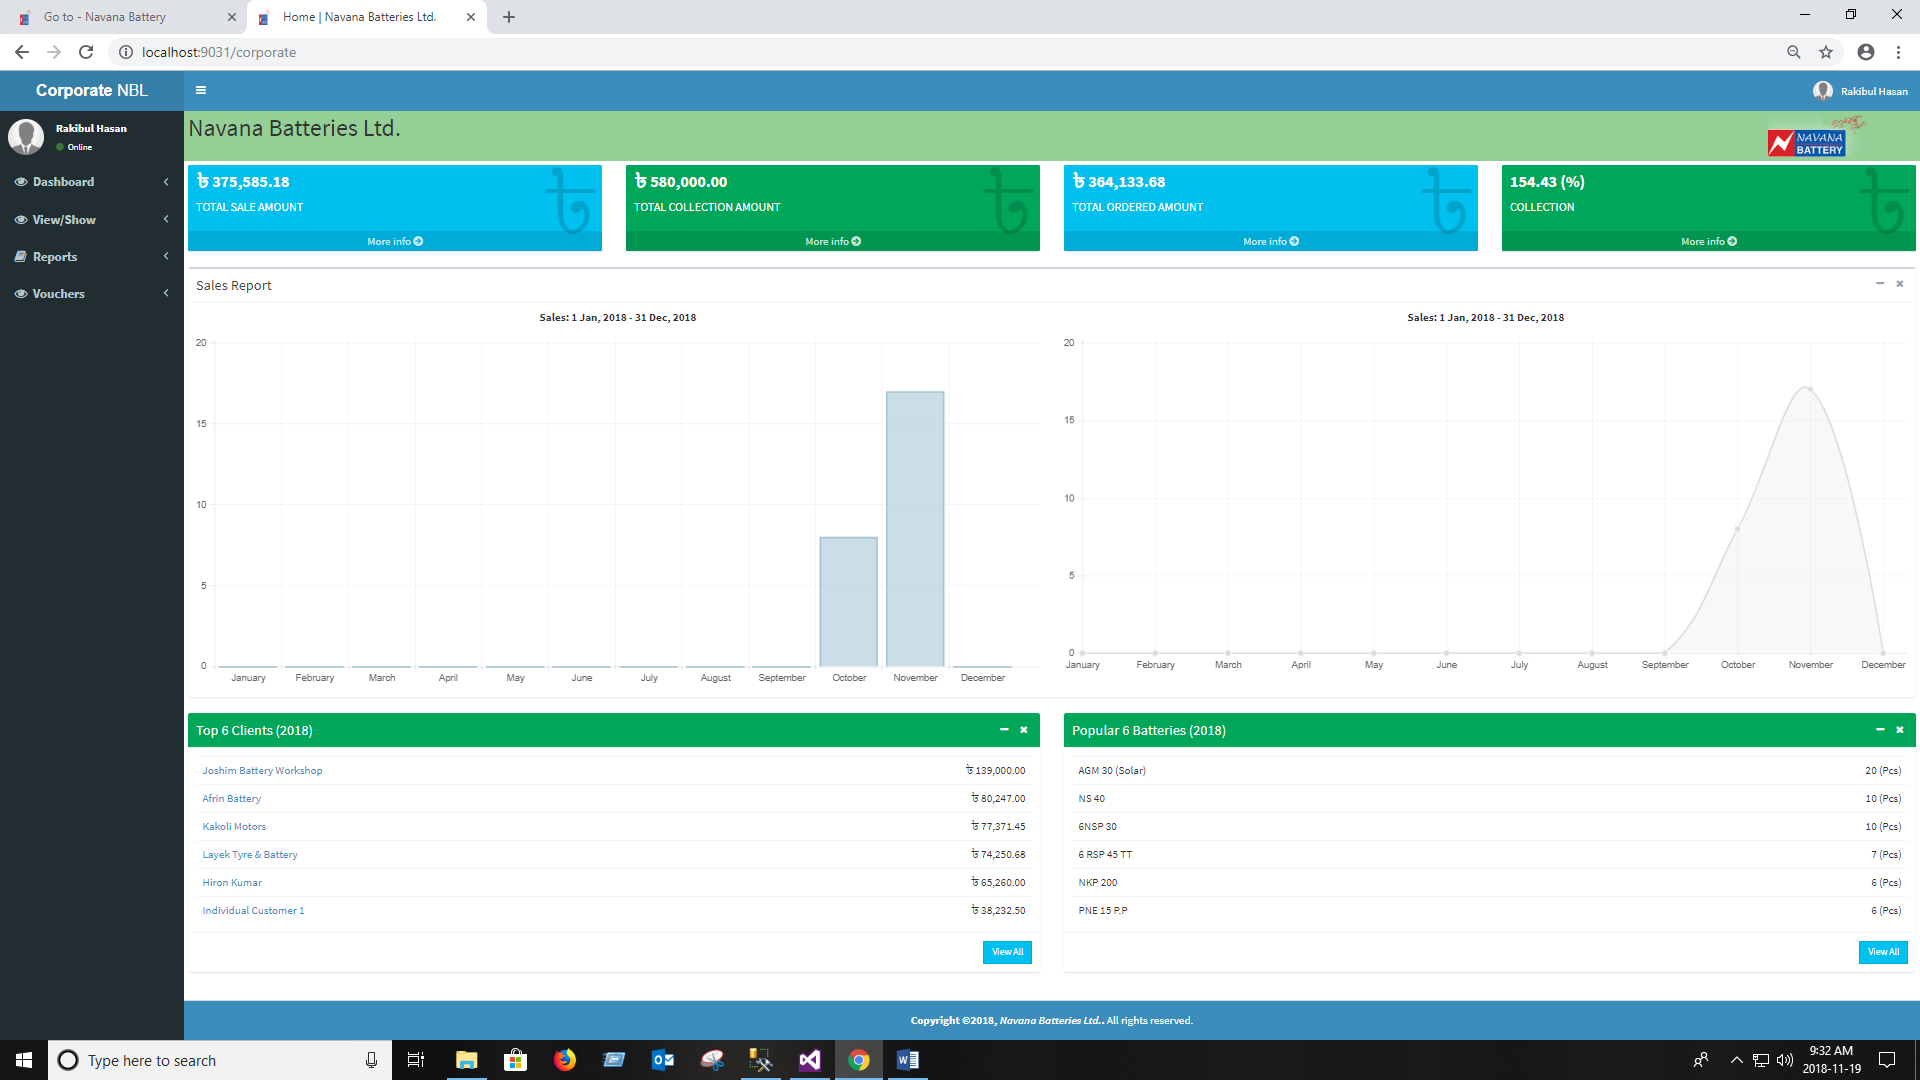 Go to - Navana Battery
Home | Navana Batteries Ltd.
localhost:9031/corporate
Corporate NBL
Rakibul Hasan
Rakibul Hasan
Online
Dashboard
View/Show
Reports
Vouchers
Navana Batteries Ltd.
NAVANA
BATTERY
৳ 375,585.18
TOTAL SALE AMOUNT
More info
৳ 580,000.00
TOTAL COLLECTION AMOUNT
More info
৳ 364,133.68
TOTAL ORDERED AMOUNT
More info
154.43 (%)
COLLECTION
More info
৳ ৳ ৳ ৳
Sales Report
Sales: 1 Jan, 2018 - 31 Dec, 2018
20
15
10
5
0
January February March April May June July August September October November December
Sales: 1 Jan, 2018 - 31 Dec, 2018
20
15
10
5
0
January February March April May June July August September October November December
Top 6 Clients (2018)
Joshim Battery Workshop ৳ 139,000.00
Afrin Battery ৳ 80,247.00
Kakoli Motors ৳ 77,371.45
Layek Tyre & Battery ৳ 74,250.68
Hiron Kumar ৳ 65,260.00
Individual Customer 1 ৳ 38,232.50
View All
Popular 6 Batteries (2018)
AGM 30 (Solar) 20 (Pcs)
NS 40 10 (Pcs)
6NSP 30 10 (Pcs)
6 RSP 45 TT 7 (Pcs)
NKP 200 6 (Pcs)
PNE 15 P.P 6 (Pcs)
View All
Copyright ©2018, Navana Batteries Ltd.. All rights reserved.
Type here to search
9:32 AM
2018-11-19